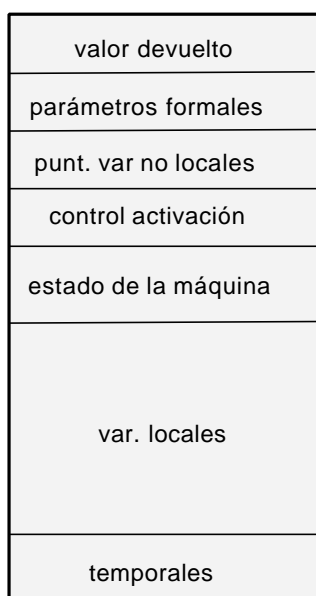 valor devuelto
parámetros formales
punt. var no locales
control activación
estado de la máquina
var. locales
temporales